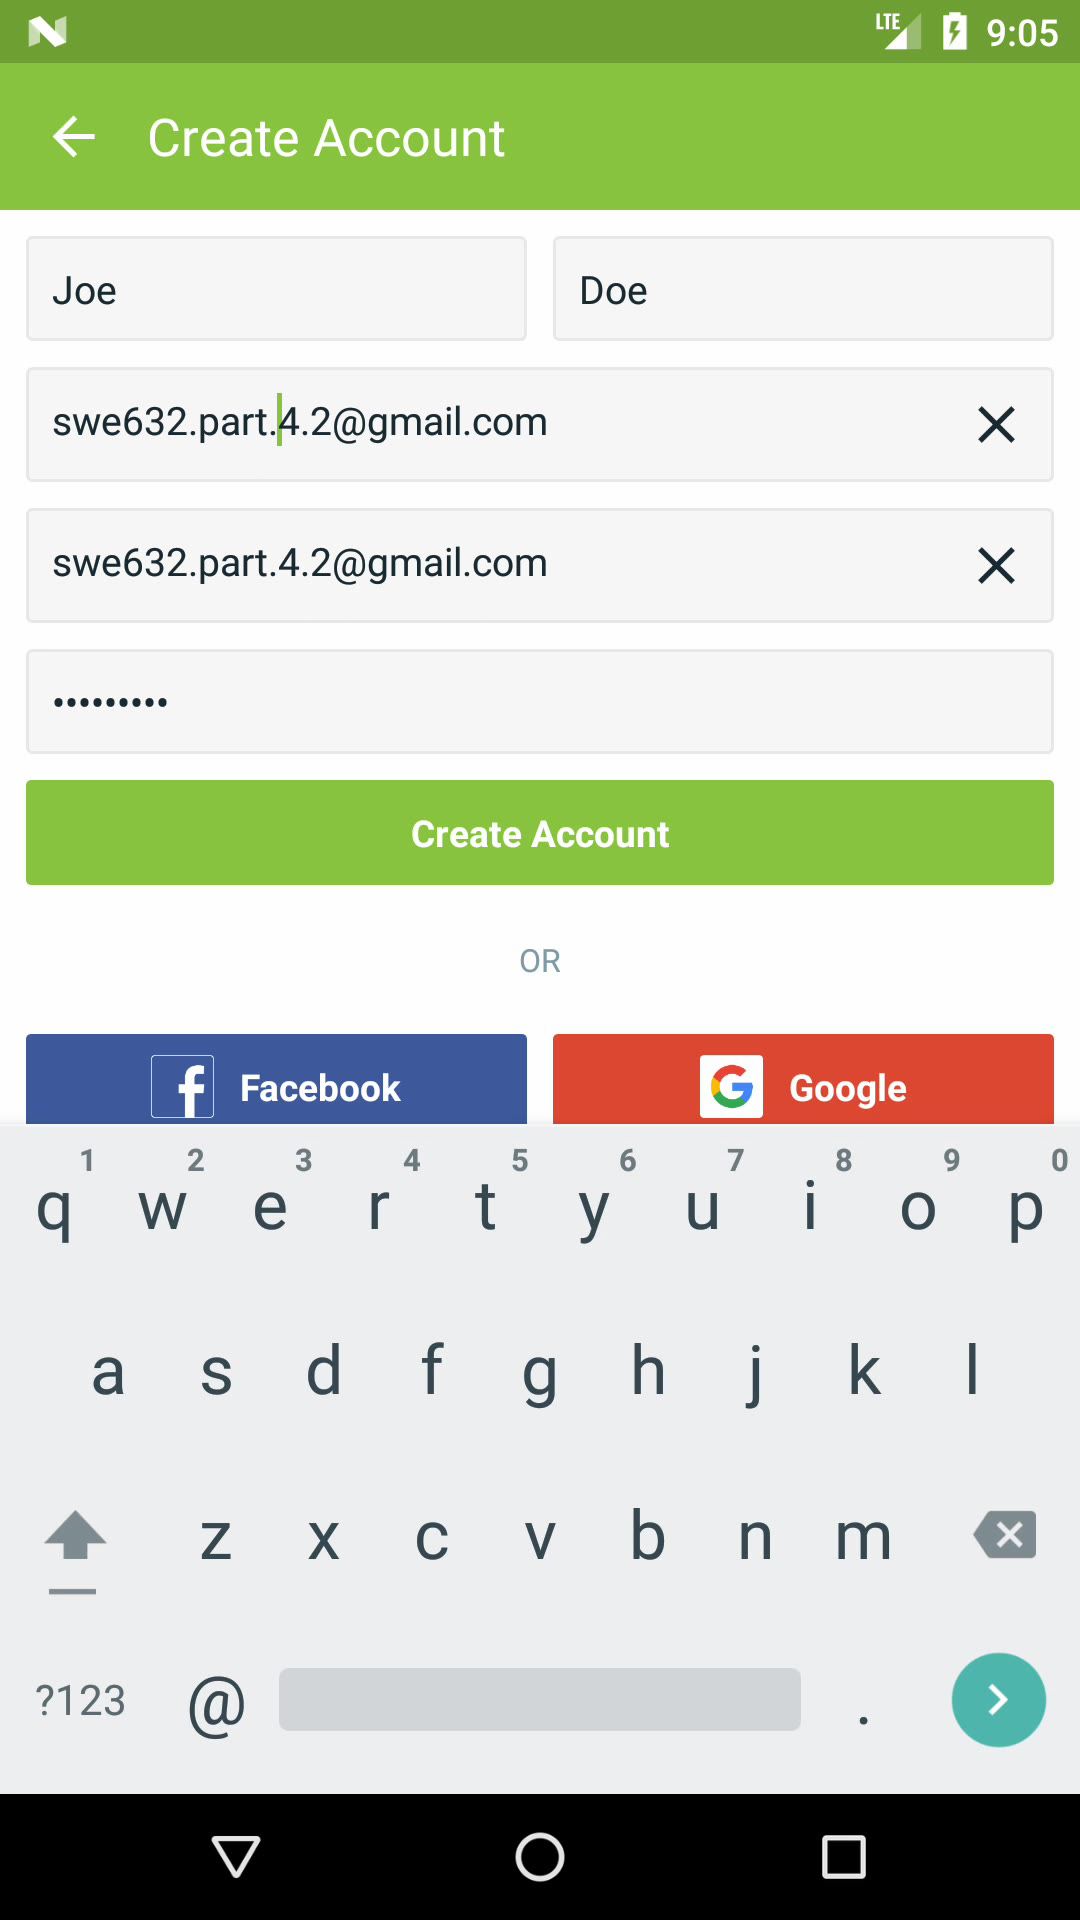 LTE 9:05
Create Account
Joe Doe
swe632.part.4.2@gmail.com
swe632.part.4.2@gmail.com
•••••••••
Create Account
OR
Facebook Google
1 2 3 4 5 6 7 8 9 0
q w e r t y u i o p
a s d f g h j k l
z x c v b n m
?123 @ .